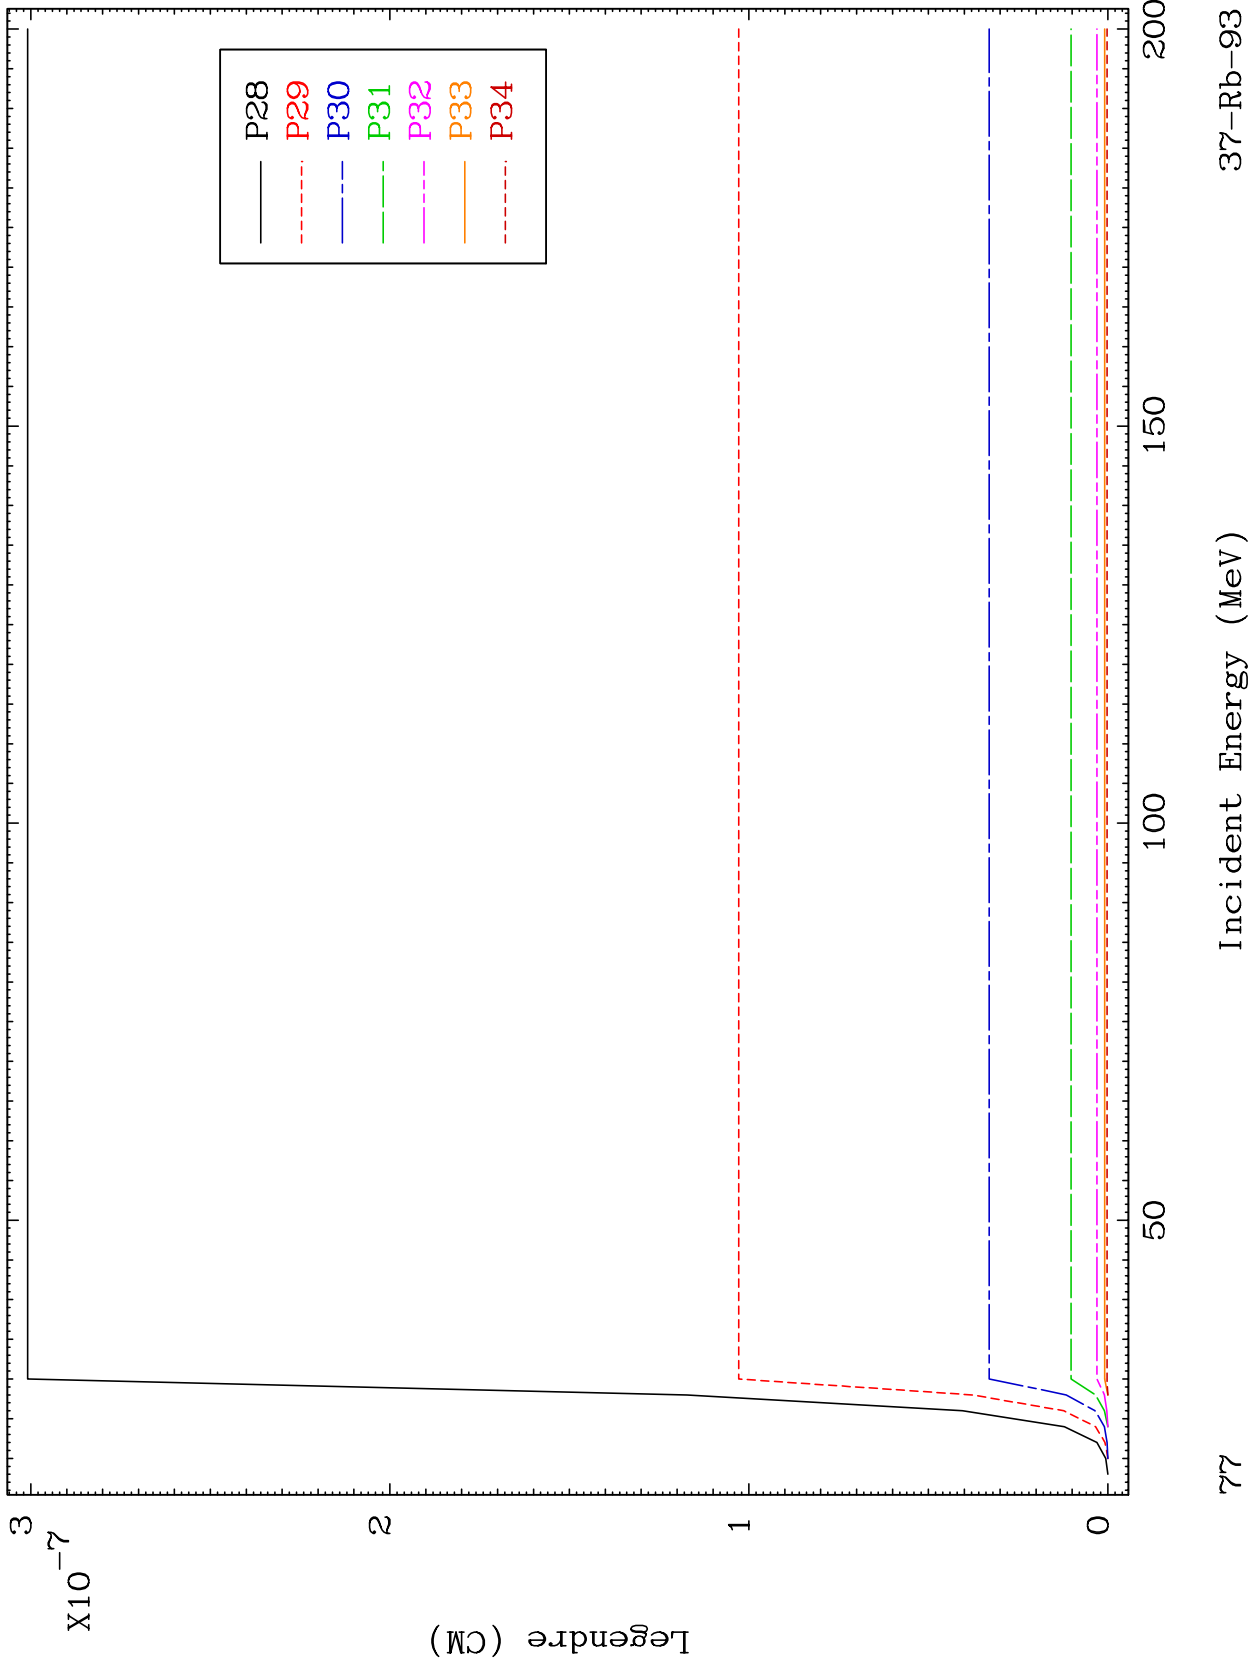 X10-7
3
2
1
0
Legendre (CM)
P28
P29
P30
P31
P32
P33
P34
50
100
150
200
Incident Energy (MeV)
77
37-Rb-93